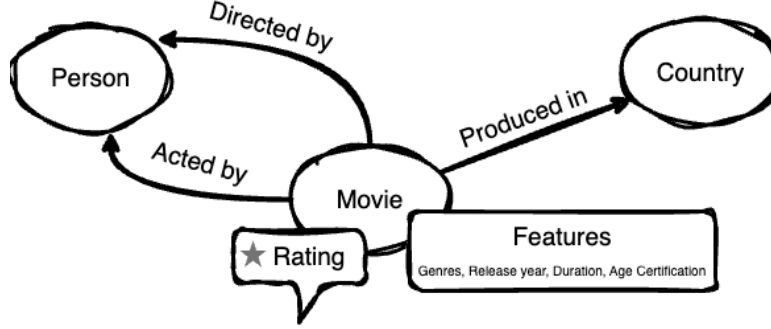 Directed by
Person
Country
Produced in
Acted by
Movie
Rating
Features
Genres, Release year, Duration, Age Certification